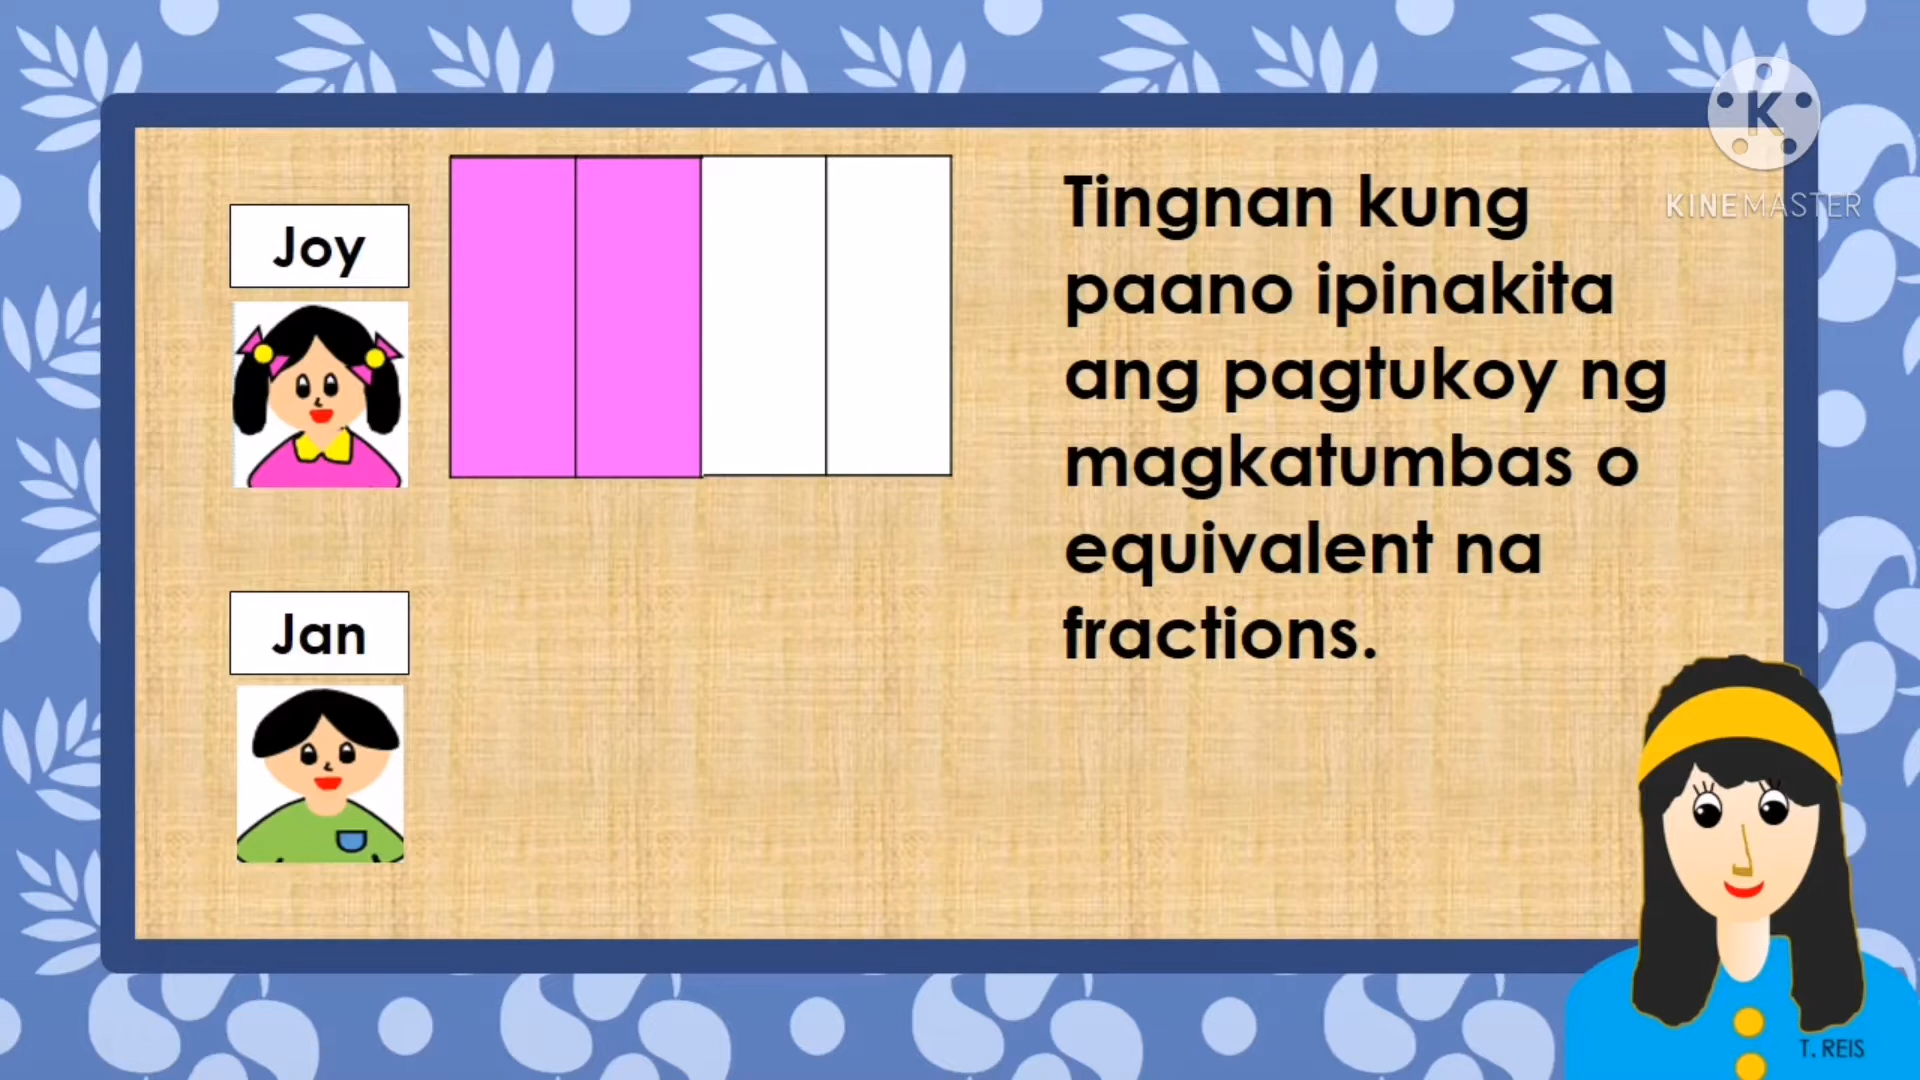 Joy
Jan
Tingnan kung
paano ipinakita
ang pagtukoy ng
magkatumbas o
equivalent na
fractions.
K
KINEMASTER
T. REIS